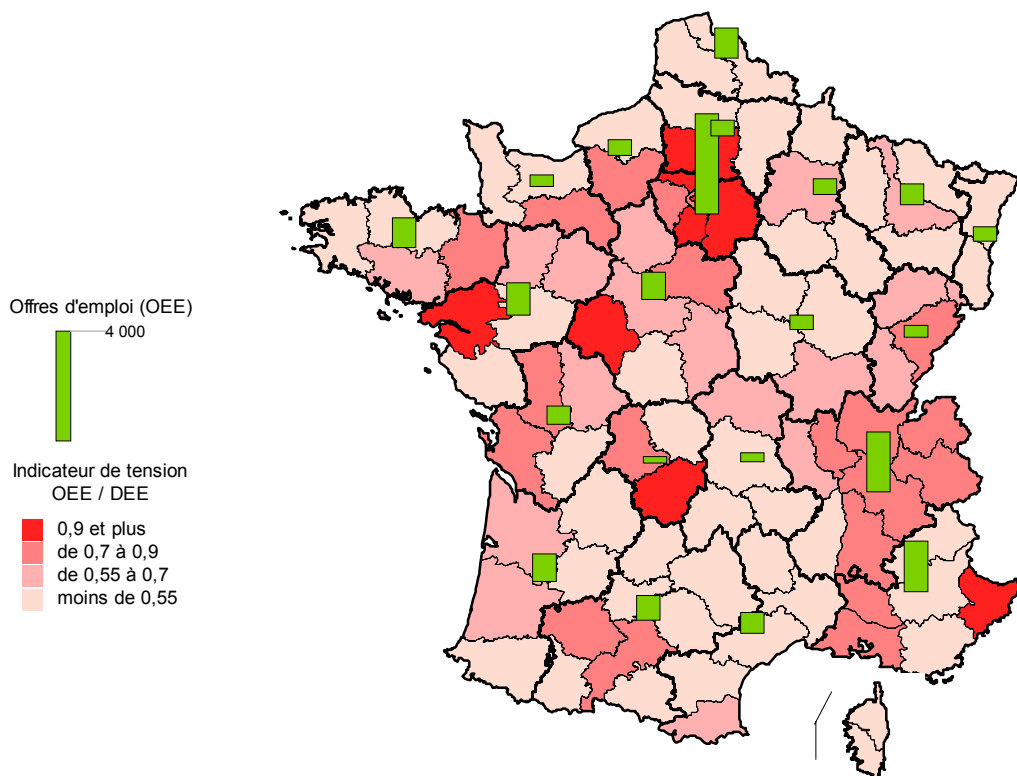 Offres d'emploi (OEE)
4 000
Indicateur de tension
OEE / DEE
0,9 et plus
de 0,7 à 0,9
de 0,55 à 0,7
moins de 0,55